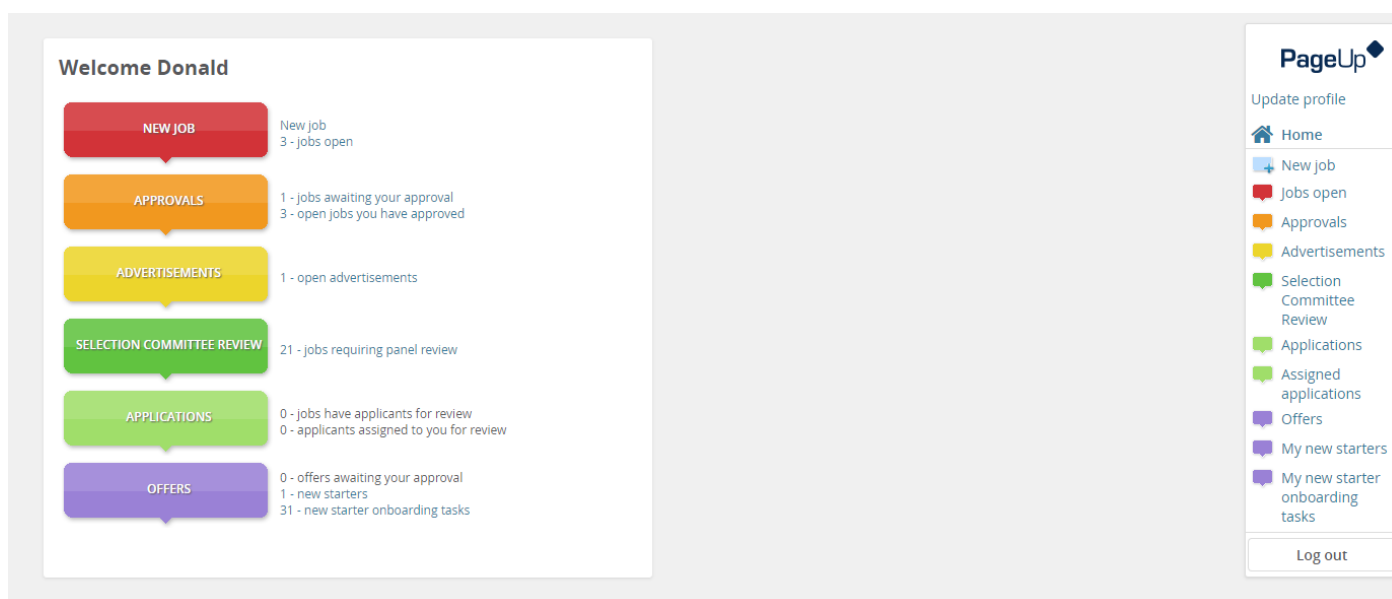 Welcome Donald
NEW JOB
New job
3 - jobs open
APPROVALS
1 - jobs awaiting your approval
3 - open jobs you have approved
ADVERTISEMENTS
1 - open advertisements
SELECTION COMMITTEE REVIEW
21 - jobs requiring panel review
APPLICATIONS
0 - jobs have applicants for review
0 - applicants assigned to you for review
OFFERS
0 - offers awaiting your approval
1 - new starters
31 - new starter onboarding tasks
PageUp
Update profile
Home
New job
Jobs open
Approvals
Advertisements
Selection
Committee
Review
Applications
Assigned
applications
Offers
My new starters
My new starter
onboarding
tasks
Log out